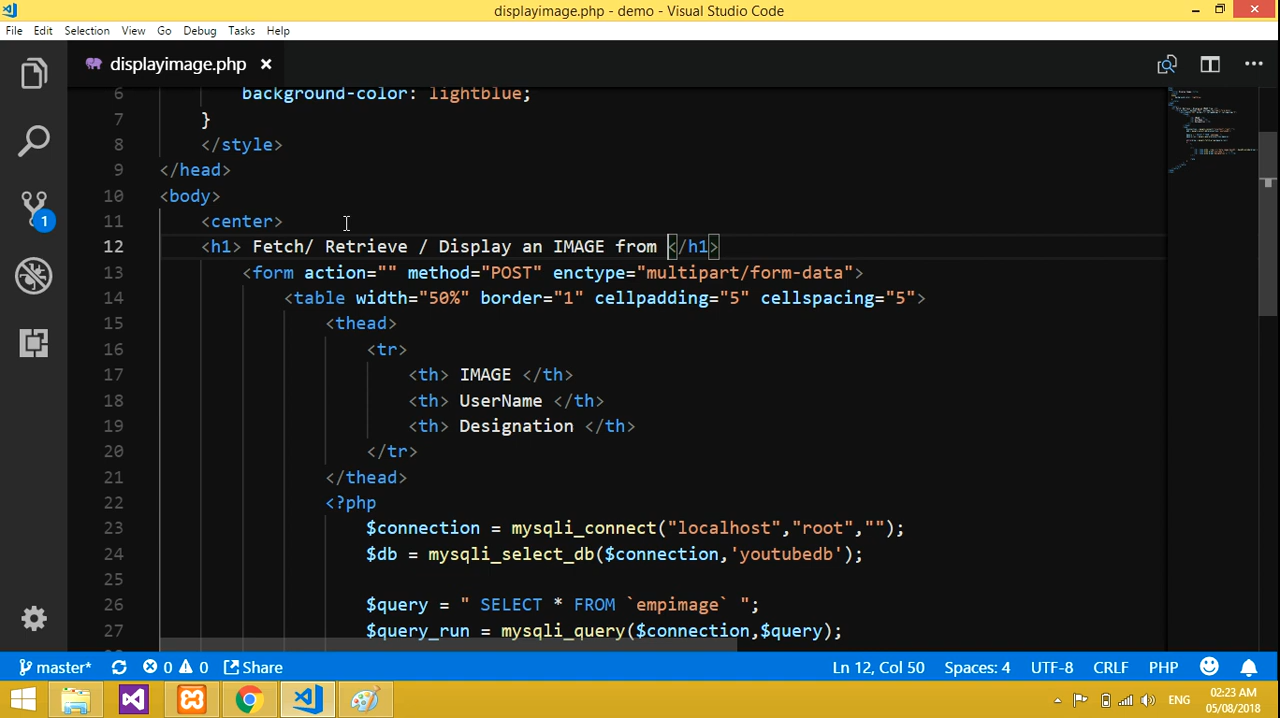 displayimage.php - demo - Visual Studio Code
File Edit Selection View Go Debug Tasks Help
displayimage.php
6 background-color: lightblue;
7 }
8 </style>
9 </head>
10 <body>
11 <center>
12 <h1> Fetch/ Retrieve / Display an IMAGE from </h1>
13 <form action="" method="POST" enctype="multipart/form-data">
14 <table width="50%" border="1" cellpadding="5" cellspacing="5">
15 <thead>
16 <tr>
17 <th> IMAGE </th>
18 <th> UserName </th>
19 <th> Designation </th>
20 </tr>
21 </thead>
22 <?php
23 $connection = mysqli_connect("localhost","root","");
24 $db = mysqli_select_db($connection,'youtubedb');
25
26 $query = " SELECT * FROM `empimage` ";
27 $query_run = mysqli_query($connection,$query);
1
master* 0 0 Share Ln 12, Col 50 Spaces: 4 UTF-8 CRLF PHP
ENG 02:23 AM
05/08/2018